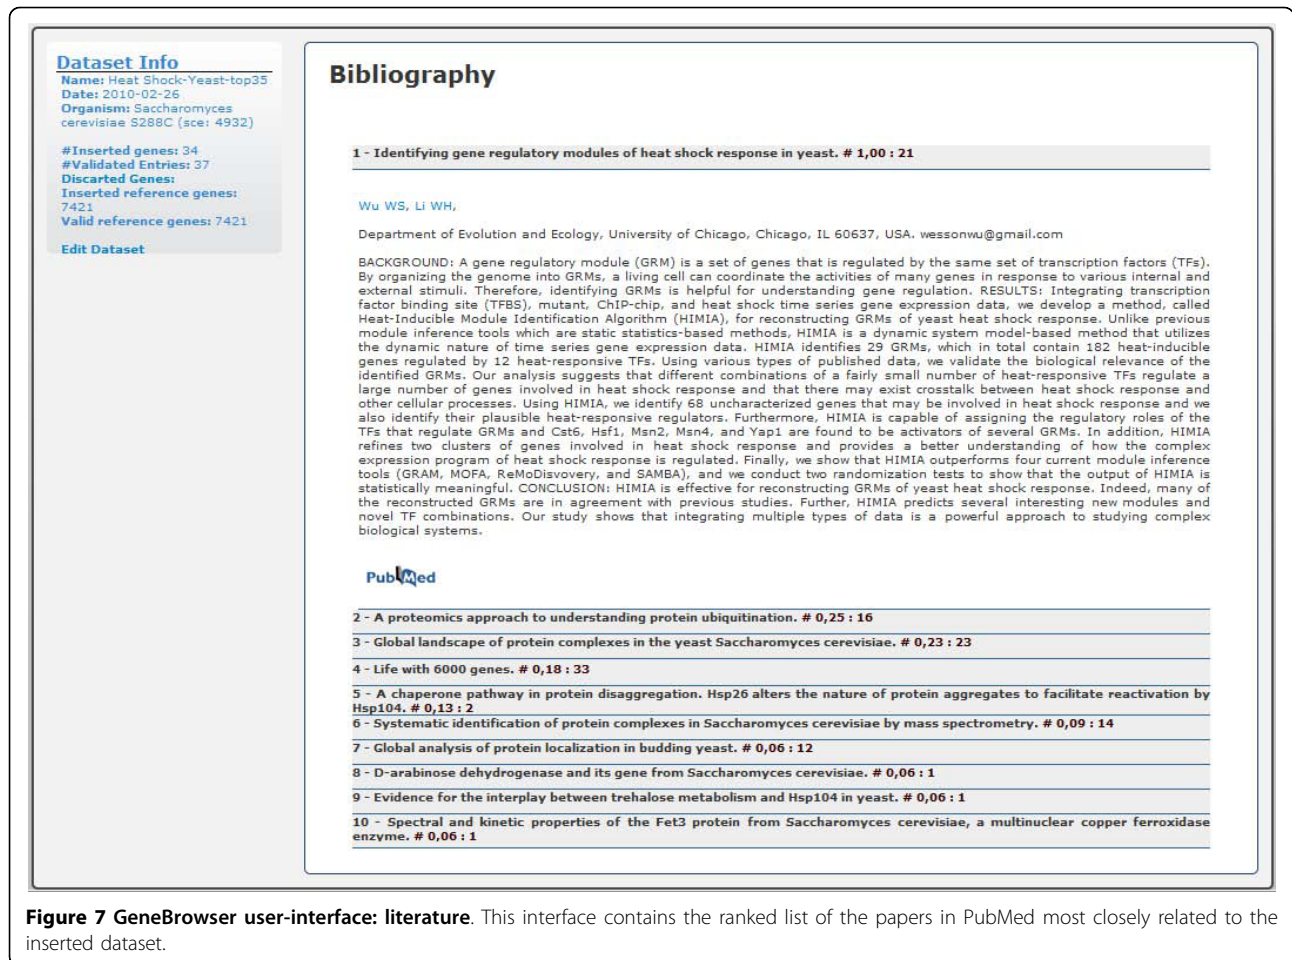 Dataset Info
Name: Heat Shock-Yeast-top35
Date: 2010-02-26
Organism: Saccharomyces
cerevisiae S288C (sce: 4932)
#Inserted genes: 34
#Validated Entries: 37
Discarted Genes:
Inserted reference genes:
7421
Valid reference genes: 7421
Edit Dataset
Bibliography
1 - Identifying gene regulatory modules of heat shock response in yeast. # 1,00 : 21
Wu WS, Li WH,
Department of Evolution and Ecology, University of Chicago, Chicago, IL 60637, USA. wessonwu@gmail.com
BACKGROUND: A gene regulatory module (GRM) is a set of genes that is regulated by the same set of transcription factors (TFs).
By organizing the genome into GRMs, a living cell can coordinate the activities of many genes in response to various internal and
external stimuli. Therefore, identifying GRMs is helpful for understanding gene regulation. RESULTS: Integrating transcription
factor binding site (TFBS), mutant, ChIP-chip, and heat shock time series gene expression data, we develop a method, called
Heat-Inducible Module Identification Algorithm (HIMIA), for reconstructing GRMs of yeast heat shock response. Unlike previous
module inference tools which are static statistics-based methods, HIMIA is a dynamic system model-based method that utilizes
the dynamic nature of time series gene expression data. HIMIA identifies 29 GRMs, which in total contain 182 heat-inducible
genes regulated by 12 heat-responsive TFs. Using various types of published data, we validate the biological relevance of the
identified GRMs. Our analysis suggests that different combinations of a fairly small number of heat-responsive TFs regulate a
large number of genes involved in heat shock response and that there may exist crosstalk between heat shock response and
other cellular processes. Using HIMIA, we identify 68 uncharacterized genes that may be involved in heat shock response and we
also identify their plausible heat-responsive regulators. Furthermore, HIMIA is capable of assigning the regulatory roles of the
TFs that regulate GRMs and Cst6, Hsf1, Msn2, Msn4, and Yap1 are found to be activators of several GRMs. In addition, HIMIA
refines two clusters of genes involved in heat shock response and provides a better understanding of how the complex
expression program of heat shock response is regulated. Finally, we show that HIMIA outperforms four current module inference
tools (GRAM, MOFA, ReMoDisvovery, and SAMBA), and we conduct two randomization tests to show that the output of HIMIA is
statistically meaningful. CONCLUSION: HIMIA is effective for reconstructing GRMs of yeast heat shock response. Indeed, many of
the reconstructed GRMs are in agreement with previous studies. Further, HIMIA predicts several interesting new modules and
novel TF combinations. Our study shows that integrating multiple types of data is a powerful approach to studying complex
biological systems.
PubMed
2 - A proteomics approach to understanding protein ubiquitination. # 0,25 : 16
3 - Global landscape of protein complexes in the yeast Saccharomyces cerevisiae. # 0,23 : 23
4 - Life with 6000 genes. # 0,18 : 33
5 - A chaperone pathway in protein disaggregation. Hsp26 alters the nature of protein aggregates to facilitate reactivation by
Hsp104. # 0,13 : 2
6 - Systematic identification of protein complexes in Saccharomyces cerevisiae by mass spectrometry. # 0,09 : 14
7 - Global analysis of protein localization in budding yeast. # 0,06 : 12
8 - D-arabinose dehydrogenase and its gene from Saccharomyces cerevisiae. # 0,06 : 1
9 - Evidence for the interplay between trehalose metabolism and Hsp104 in yeast. # 0,06 : 1
10 - Spectral and kinetic properties of the Fet3 protein from Saccharomyces cerevisiae, a multinuclear copper ferroxidase
enzyme. # 0,06 : 1
Figure 7 GeneBrowser user-interface: literature. This interface contains the ranked list of the papers in PubMed most closely related to the
inserted dataset.